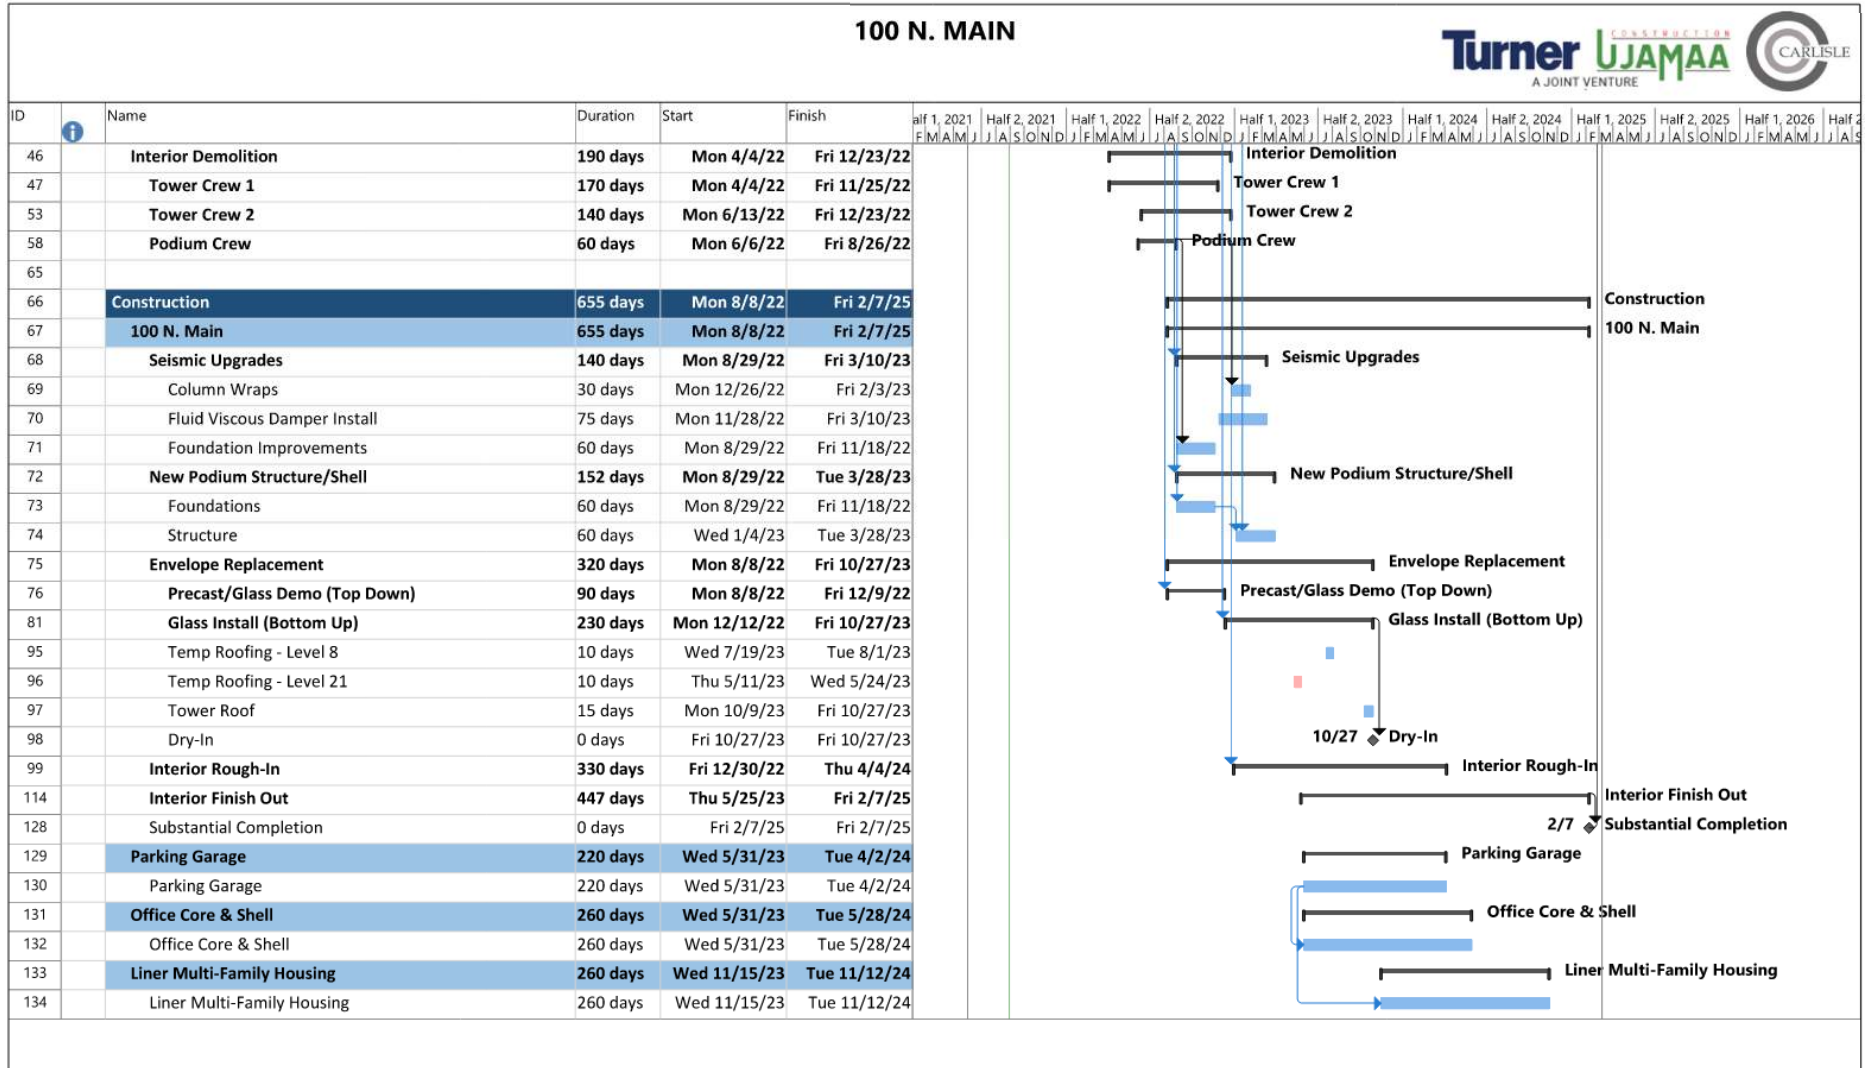 100 N. MAIN
Turner CONSTRUCTION UJAMAA CARLISLE
A JOINT VENTURE
ID Name Duration Start Finish alf 1, 2021 Half 2, 2021 Half 1, 2022 Half 2, 2022 Half 1, 2023 Half 2, 2023 Half 1, 2024 Half 2, 2024 Half 1, 2025 Half 2, 2025 Half 1, 2026 Half 2
F M A M J J A S O N D J F M A M J J A S O N D J F M A M J J A S O N D J F M A M J J A S O N D J F M A M J J A S O N D J F M A M J J A S
46 Interior Demolition 190 days Mon 4/4/22 Fri 12/23/22 Interior Demolition
47 Tower Crew 1 170 days Mon 4/4/22 Fri 11/25/22 Tower Crew 1
53 Tower Crew 2 140 days Mon 6/13/22 Fri 12/23/22 Tower Crew 2
58 Podium Crew 60 days Mon 6/6/22 Fri 8/26/22 Podium Crew
65
66 Construction 655 days Mon 8/8/22 Fri 2/7/25 Construction
67 100 N. Main 655 days Mon 8/8/22 Fri 2/7/25 100 N. Main
68 Seismic Upgrades 140 days Mon 8/29/22 Fri 3/10/23 Seismic Upgrades
69 Column Wraps 30 days Mon 12/26/22 Fri 2/3/23
70 Fluid Viscous Damper Install 75 days Mon 11/28/22 Fri 3/10/23
71 Foundation Improvements 60 days Mon 8/29/22 Fri 11/18/22
72 New Podium Structure/Shell 152 days Mon 8/29/22 Tue 3/28/23 New Podium Structure/Shell
73 Foundations 60 days Mon 8/29/22 Fri 11/18/22
74 Structure 60 days Wed 1/4/23 Tue 3/28/23
75 Envelope Replacement 320 days Mon 8/8/22 Fri 10/27/23 Envelope Replacement
76 Precast/Glass Demo (Top Down) 90 days Mon 8/8/22 Fri 12/9/22 Precast/Glass Demo (Top Down)
81 Glass Install (Bottom Up) 230 days Mon 12/12/22 Fri 10/27/23 Glass Install (Bottom Up)
95 Temp Roofing - Level 8 10 days Wed 7/19/23 Tue 8/1/23
96 Temp Roofing - Level 21 10 days Thu 5/11/23 Wed 5/24/23
97 Tower Roof 15 days Mon 10/9/23 Fri 10/27/23
98 Dry-In 0 days Fri 10/27/23 Fri 10/27/23 10/27 Dry-In
99 Interior Rough-In 330 days Fri 12/30/22 Thu 4/4/24 Interior Rough-In
114 Interior Finish Out 447 days Thu 5/25/23 Fri 2/7/25 Interior Finish Out
128 Substantial Completion 0 days Fri 2/7/25 Fri 2/7/25 2/7 Substantial Completion
129 Parking Garage 220 days Wed 5/31/23 Tue 4/2/24 Parking Garage
130 Parking Garage 220 days Wed 5/31/23 Tue 4/2/24
131 Office Core & Shell 260 days Wed 5/31/23 Tue 5/28/24 Office Core & Shell
132 Office Core & Shell 260 days Wed 5/31/23 Tue 5/28/24
133 Liner Multi-Family Housing 260 days Wed 11/15/23 Tue 11/12/24 Liner Multi-Family Housing
134 Liner Multi-Family Housing 260 days Wed 11/15/23 Tue 11/12/24